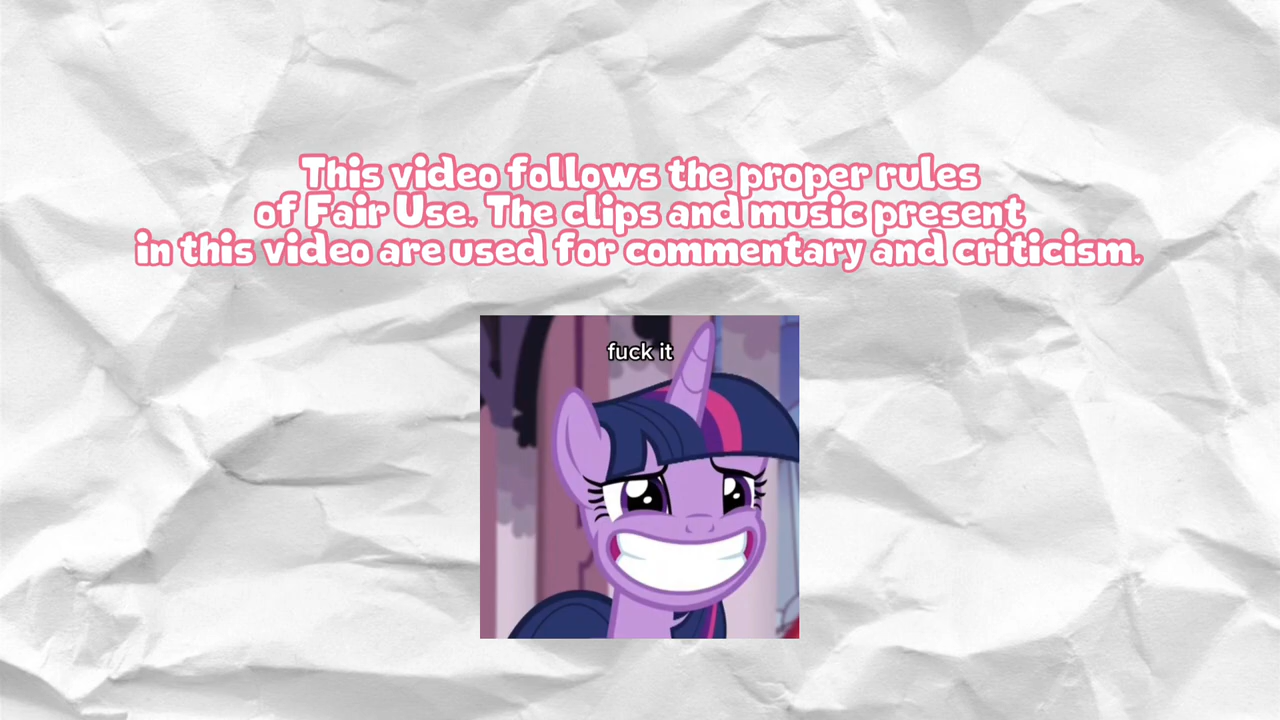 This video follows the proper rules
of Fair Use. The clips and music present
in this video are used for commentary and criticism.
fuck it